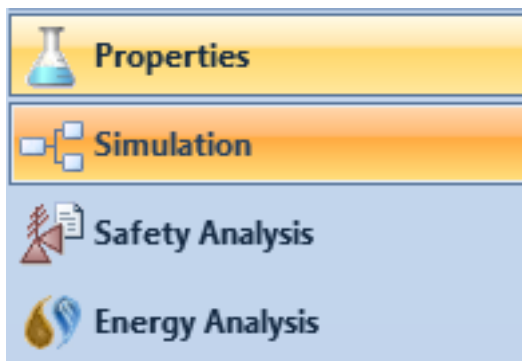 Properties
Simulation
Safety Analysis
Energy Analysis